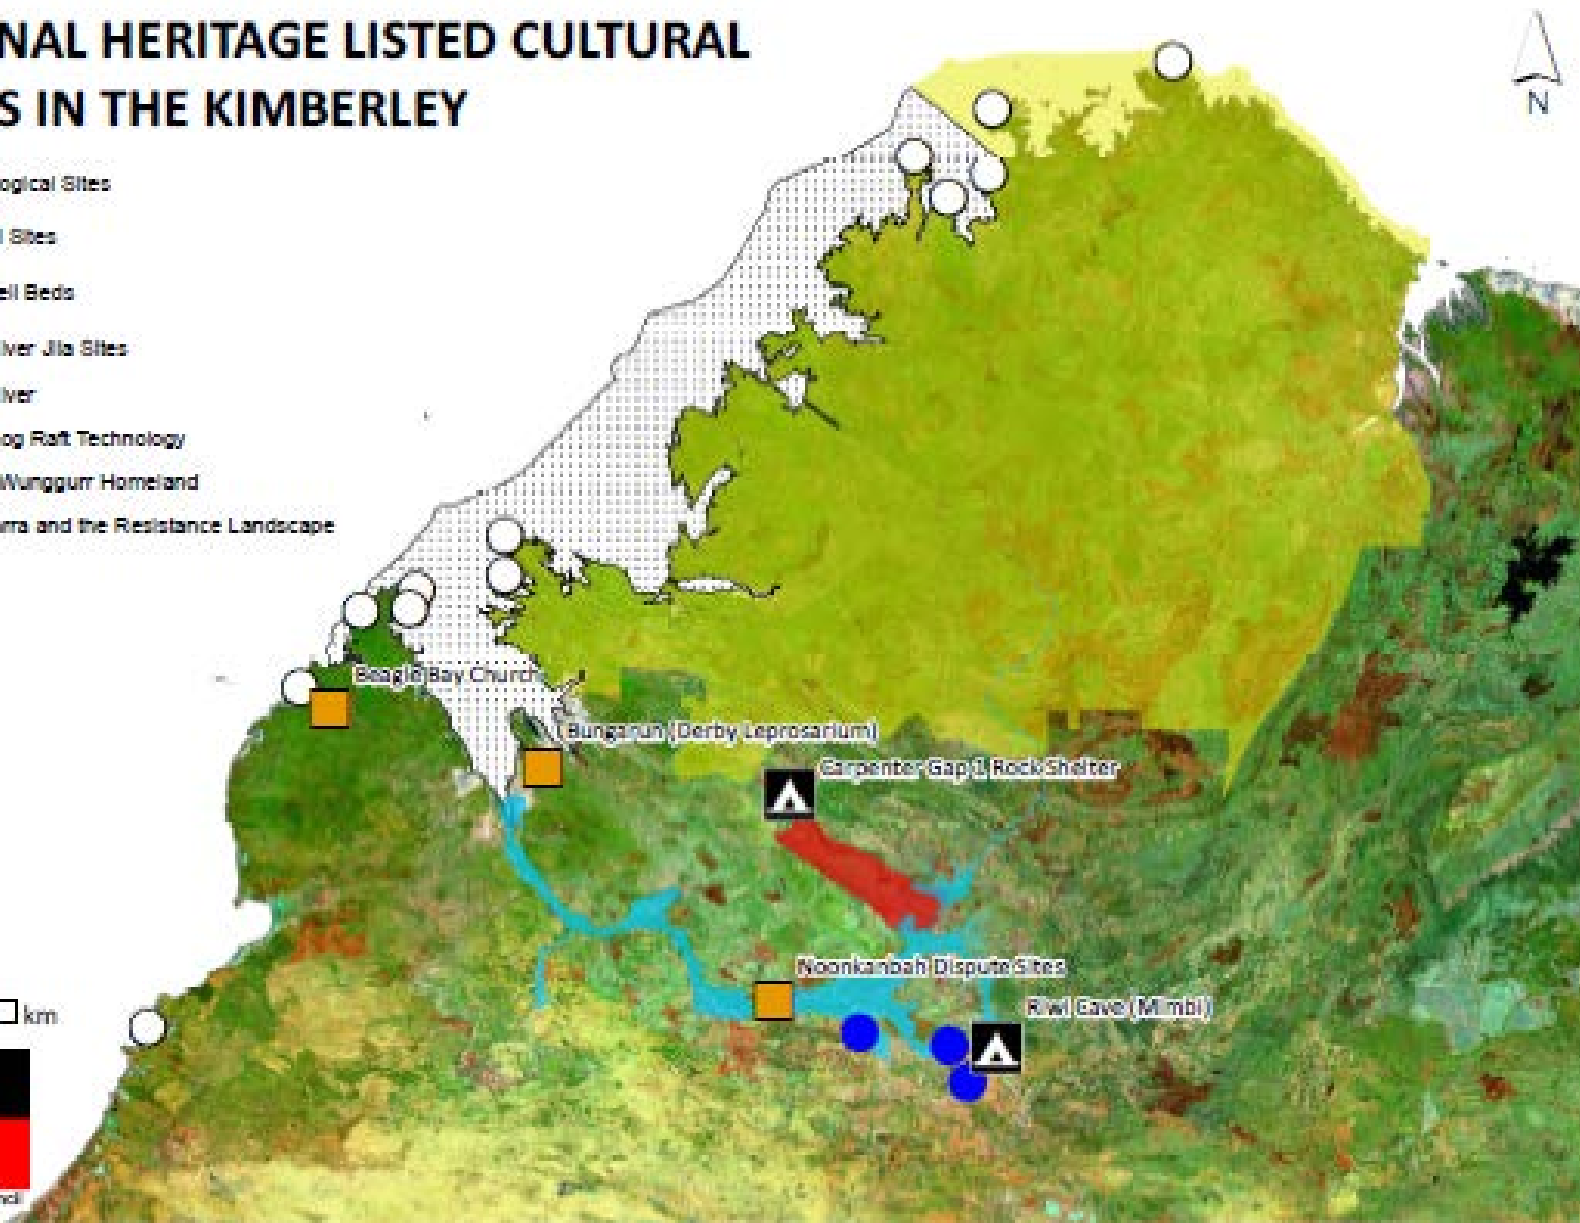 NAL HERITAGE LISTED CULTURAL
S IN THE KIMBERLEY
N
ogical Sites
l Sites
ell Beds
iver Jila Sites
iver
og Raft Technology
Wunggurr Homeland
arra and the Resistance Landscape
Beagle Bay Church
Bungarun (Derby Leprosarium)
Carpenter Gap 1 Rock Shelter
Noonkanbah Dispute Sites
Riwi Cave (Mimbi)
km
ncil